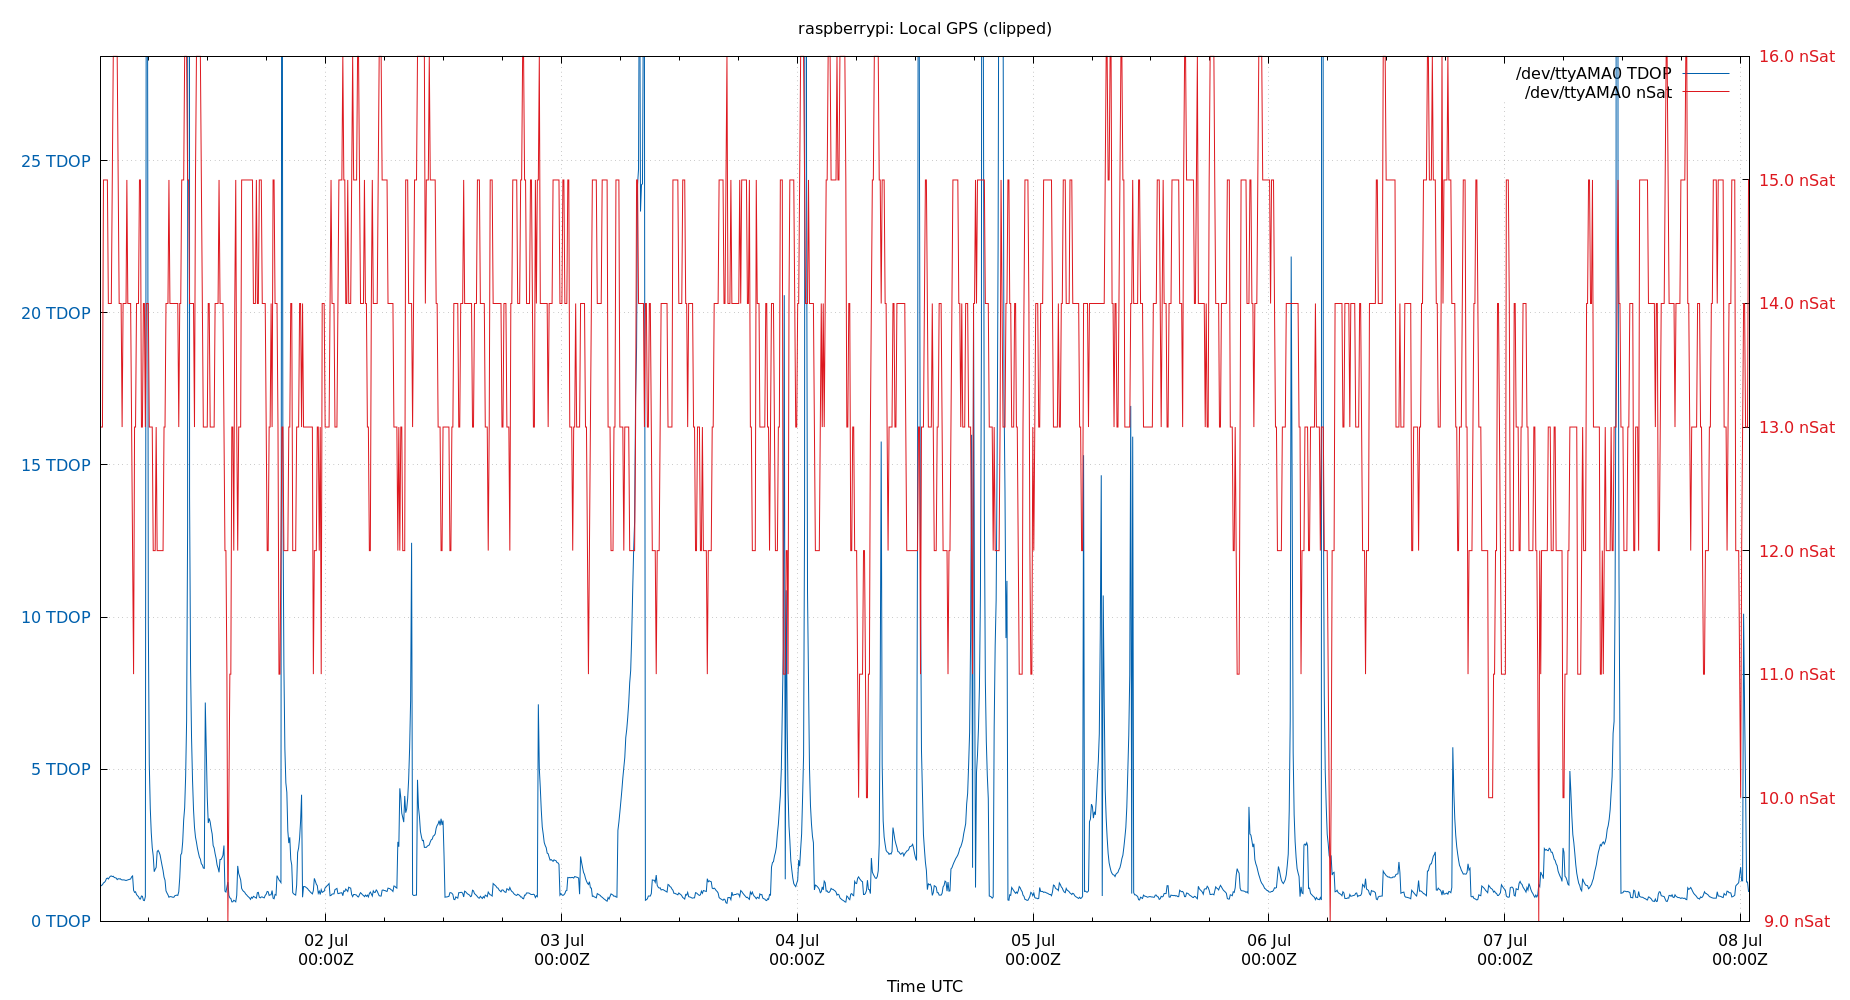 raspberrypi: Local GPS (clipped)
/dev/ttyAMA0 TDOP
/dev/ttyAMA0 nSat
25 TDOP
20 TDOP
15 TDOP
10 TDOP
5 TDOP
0 TDOP
16.0 nSat
15.0 nSat
14.0 nSat
13.0 nSat
12.0 nSat
11.0 nSat
10.0 nSat
9.0 nSat
02 Jul 03 Jul 04 Jul 05 Jul 06 Jul 07 Jul 08 Jul
00:00Z 00:00Z 00:00Z 00:00Z 00:00Z 00:00Z 00:00Z
Time UTC